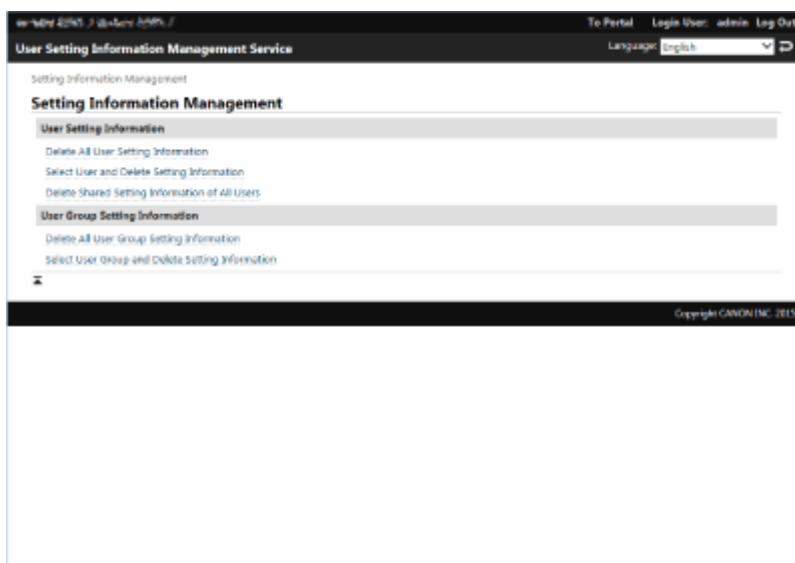 To Portal Login User: admin Log Out
User Setting Information Management Service Language: English
Setting Information Management
Setting Information Management
User Setting Information
Delete All User Setting Information
Select User and Delete Setting Information
Delete Shared Setting Information of All Users
User Group Setting Information
Delete All User Group Setting Information
Select User Group and Delete Setting Information
Copyright CANON INC. 2015